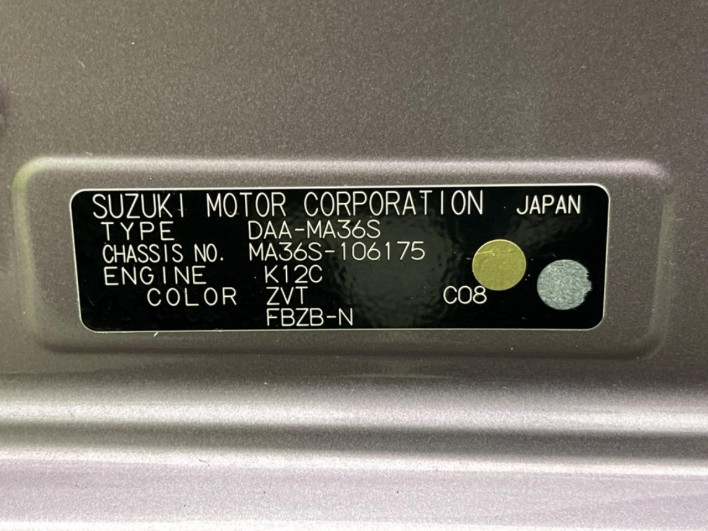 SUZUKI MOTOR CORPORATION JAPAN
TYPE DAA-MA36S
CHASSIS NO. MA36S-106175
ENGINE K12C
COLOR ZVT C08
FBZB-N